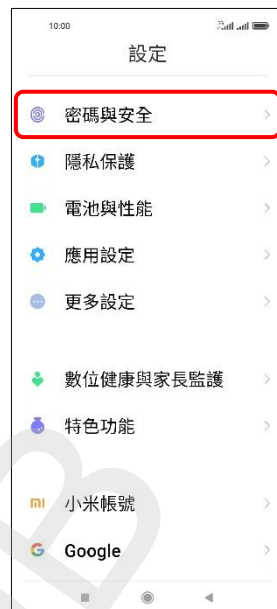 10:00
設定
密碼與安全
隱私保護
電池與性能
應用設定
更多設定
數位健康與家長監護
特色功能
小米帳號
Google